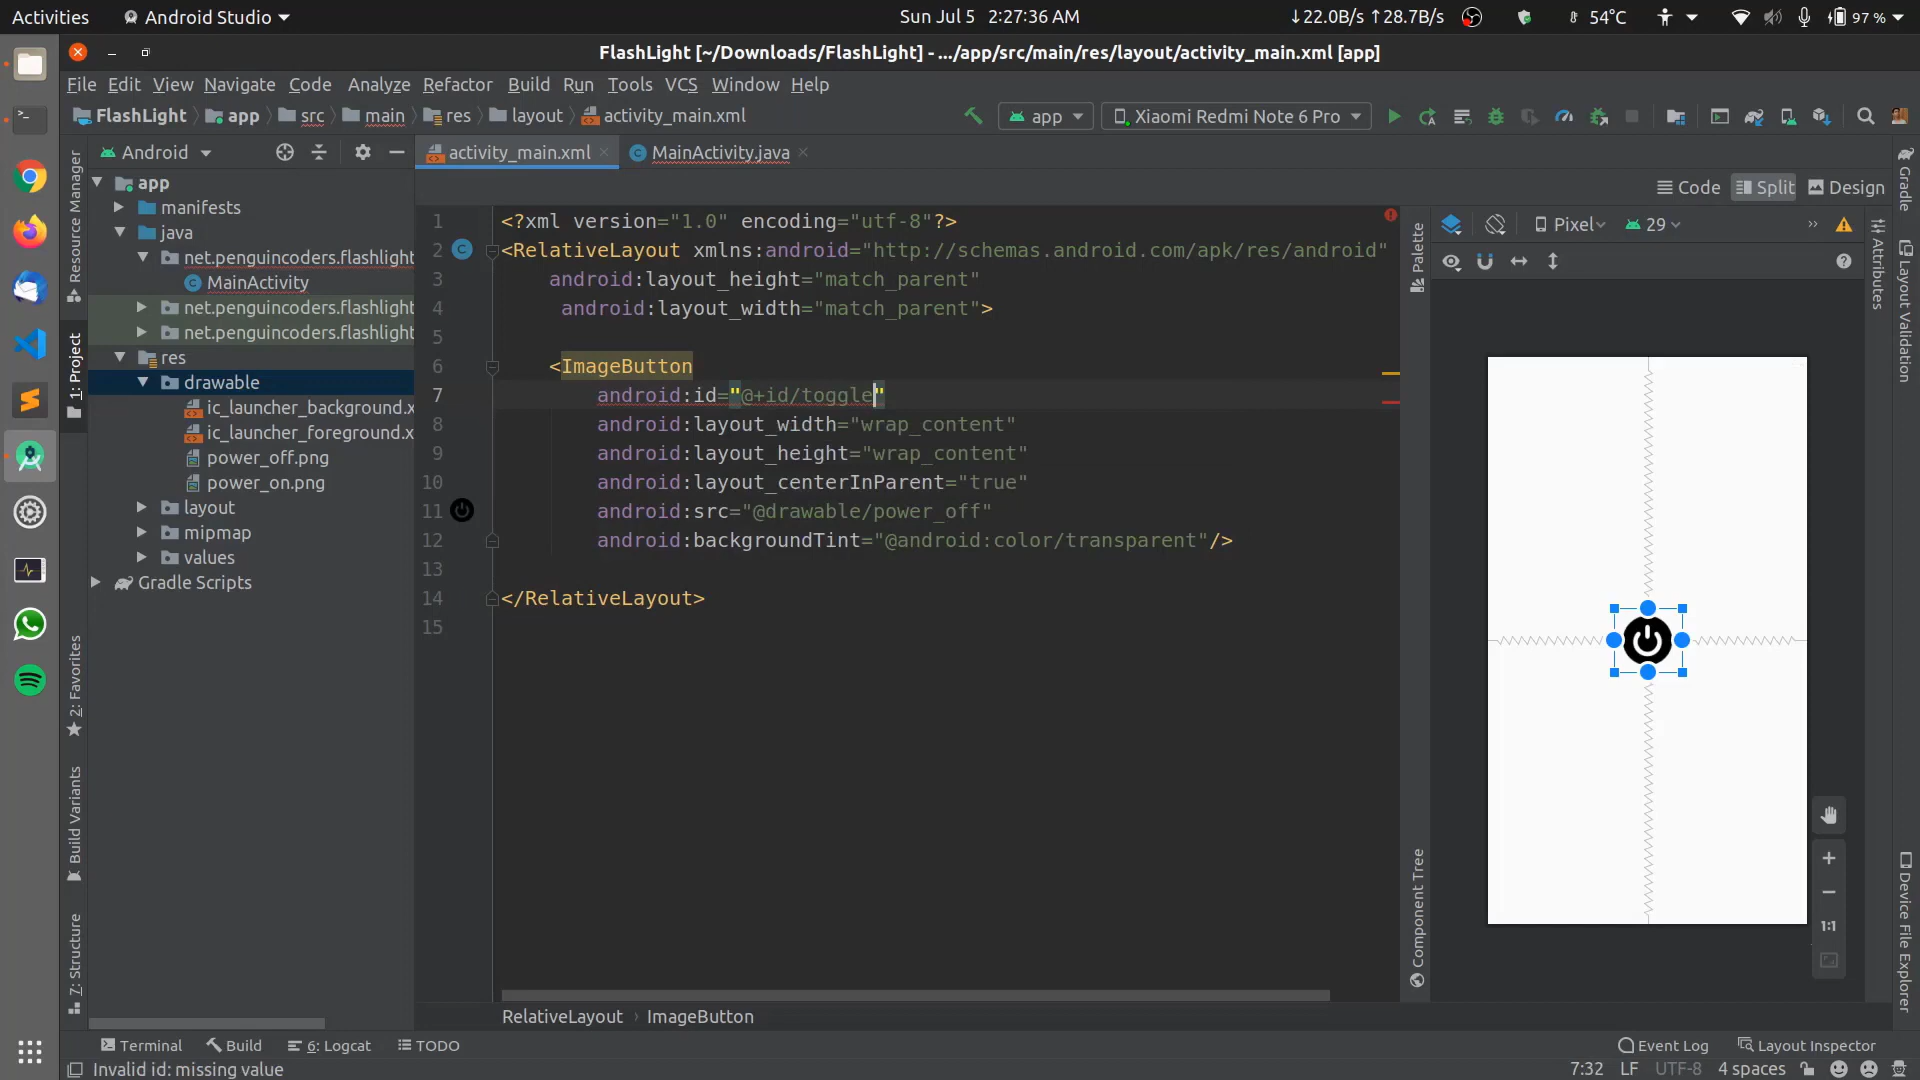 Activities
Android Studio
Sun Jul 5 2:27:36 AM
↓22.0B/s ↑28.7B/s
54°C
97 %
FlashLight [~/Downloads/FlashLight] - .../app/src/main/res/layout/activity_main.xml [app]
File Edit View Navigate Code Analyze Refactor Build Run Tools VCS Window Help
FlashLight app src main res layout activity_main.xml
app
Xiaomi Redmi Note 6 Pro
Android
activity_main.xml
MainActivity.java
Code Split Design
Pixel 29
Resource Manager
1: Project
2: Favorites
Build Variants
7: Structure
app
manifests
java
net.penguincoders.flashlight
MainActivity
net.penguincoders.flashlight
net.penguincoders.flashlight
res
drawable
ic_launcher_background.x
ic_launcher_foreground.x
power_off.png
power_on.png
layout
mipmap
values
Gradle Scripts
1 <?xml version="1.0" encoding="utf-8"?>
2 <RelativeLayout xmlns:android="http://schemas.android.com/apk/res/android"
3 android:layout_height="match_parent"
4 android:layout_width="match_parent">
5
6 <ImageButton
7 android:id="@+id/toggle"
8 android:layout_width="wrap_content"
9 android:layout_height="wrap_content"
10 android:layout_centerInParent="true"
11 android:src="@drawable/power_off"
12 android:backgroundTint="@android:color/transparent"/>
13
14 </RelativeLayout>
15
Palette
Component Tree
Attributes
Gradle
Layout Validation
Device File Explorer
1:1
RelativeLayout › ImageButton
Terminal Build 6: Logcat TODO
Event Log Layout Inspector
Invalid id: missing value
7:32 LF UTF-8 4 spaces